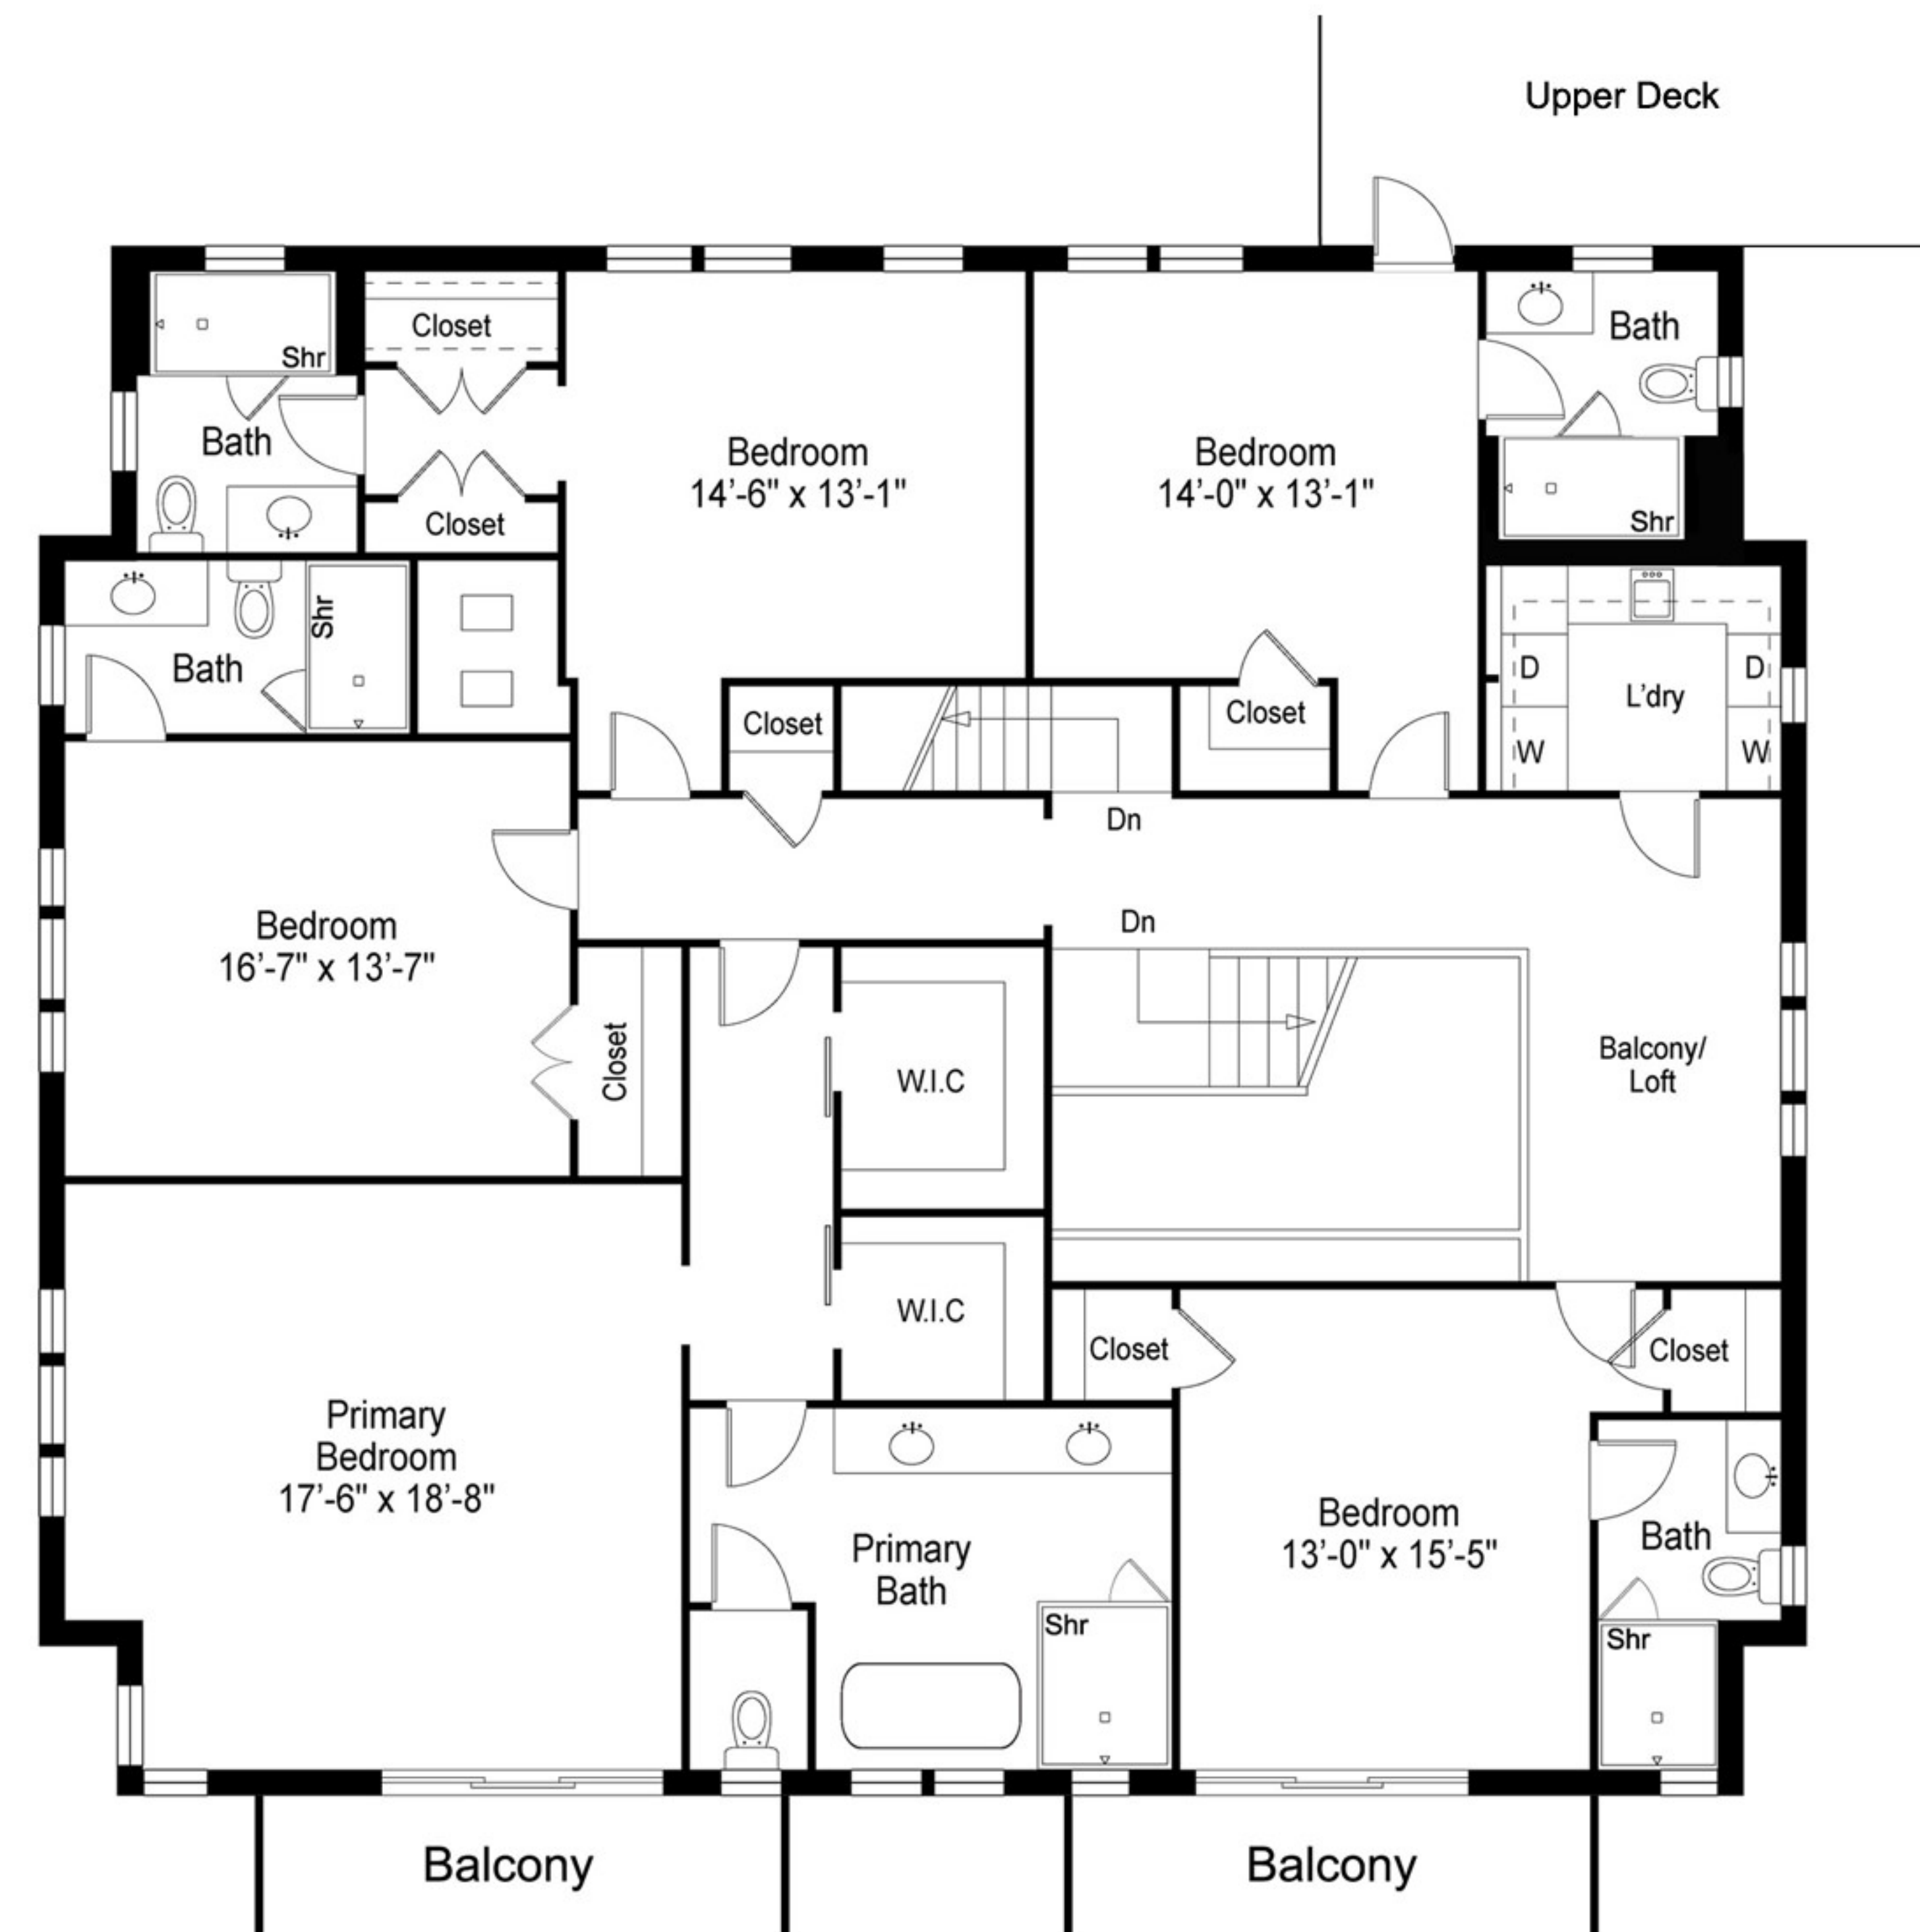 Upper Deck
Closet
Shr
Bath
Closet
Bedroom
14'-6" x 13'-1"
Bedroom
14'-0" x 13'-1"
Bath
Shr
Bath
Shr
Closet
Closet
D
D
L'dry
W
W
Dn
Dn
Bedroom
16'-7" x 13'-7"
Closet
W.I.C
Balcony/
Loft
W.I.C
Closet
Closet
Primary
Bedroom
17'-6" x 18'-8"
Primary
Bath
Shr
Bedroom
13'-0" x 15'-5"
Bath
Shr
Balcony
Balcony